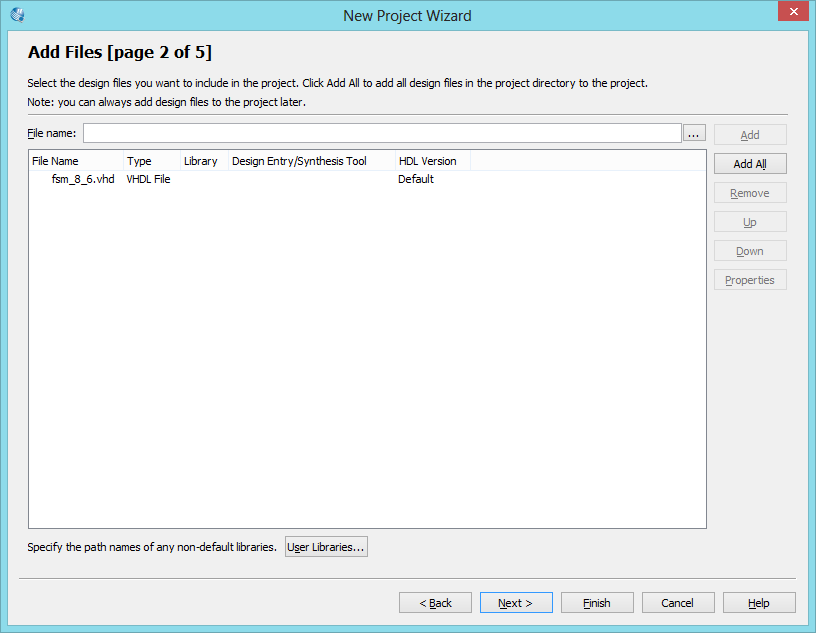 New Project Wizard
Add Files [page 2 of 5]
Select the design files you want to include in the project. Click Add All to add all design files in the project directory to the project.
Note: you can always add design files to the project later.
File name: ... Add
File Name Type Library Design Entry/Synthesis Tool HDL Version Add All
fsm_8_6.vhd VHDL File Default
Remove
Up
Down
Properties
Specify the path names of any non-default libraries. User Libraries...
< Back Next > Finish Cancel Help